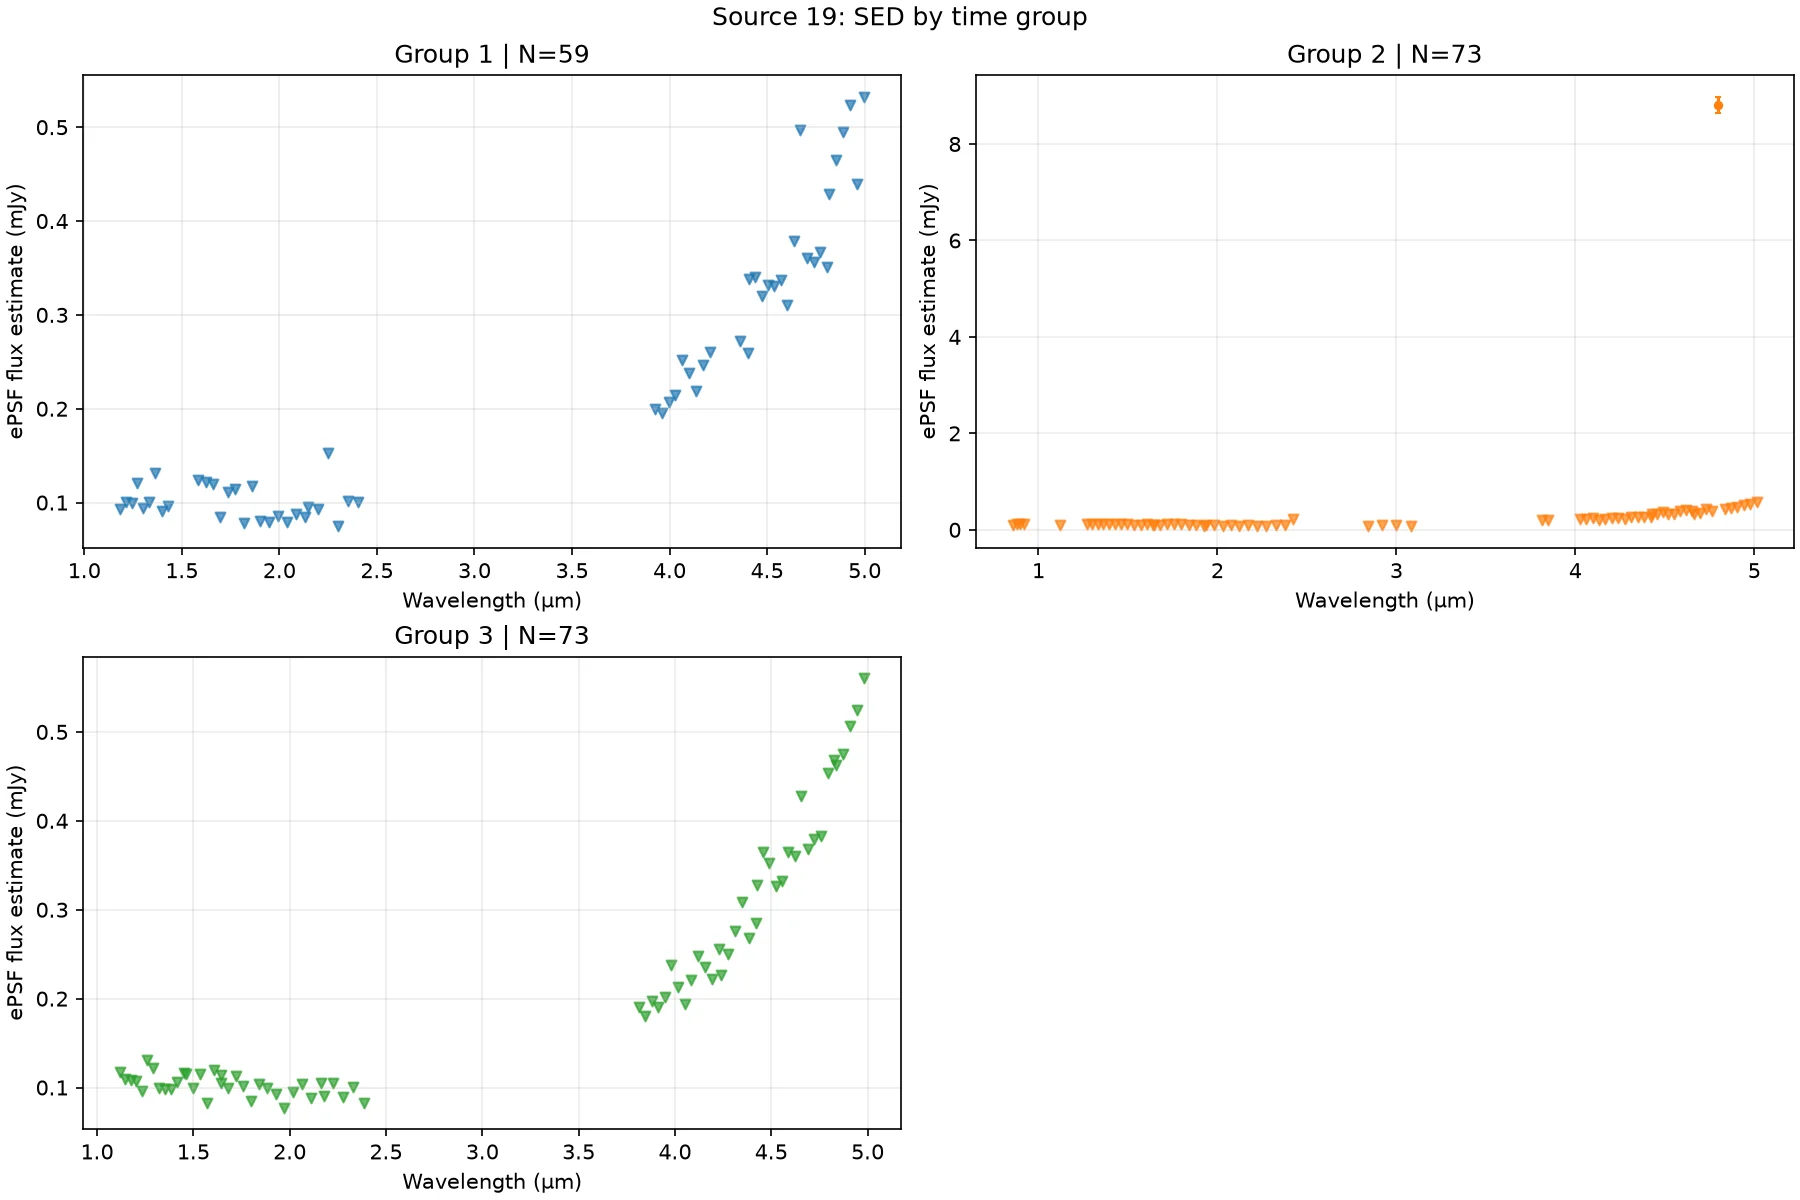 Source 19: SED by time group
Group 1 | N=59
ePSF flux estimate (mJy)
0.5
0.4
0.3
0.2
0.1
1.0 1.5 2.0 2.5 3.0 3.5 4.0 4.5 5.0
Wavelength (µm)
Group 2 | N=73
ePSF flux estimate (mJy)
8
6
4
2
0
1 2 3 4 5
Wavelength (µm)
Group 3 | N=73
ePSF flux estimate (mJy)
0.5
0.4
0.3
0.2
0.1
1.0 1.5 2.0 2.5 3.0 3.5 4.0 4.5 5.0
Wavelength (µm)